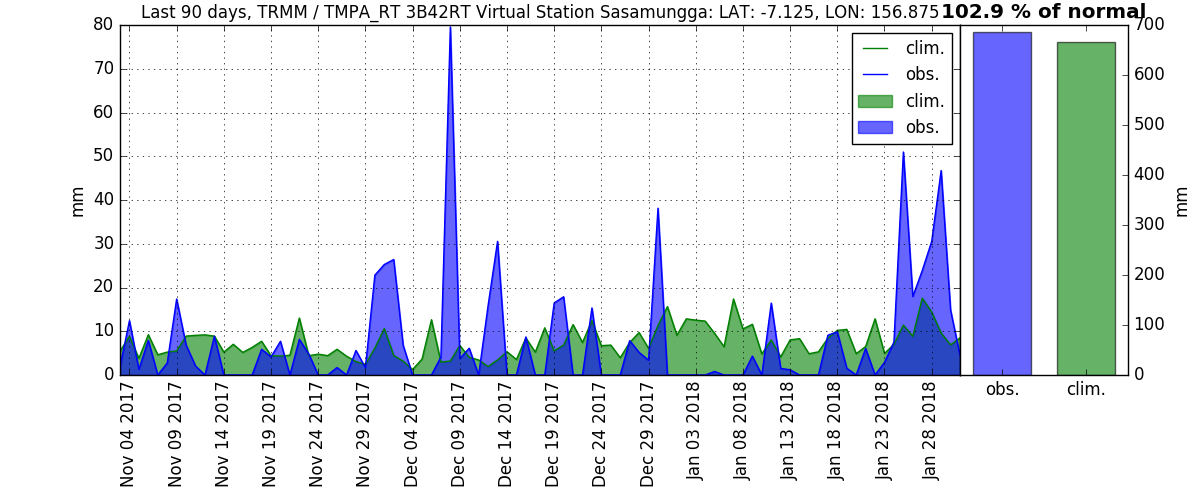 Last 90 days, TRMM / TMPA_RT 3B42RT Virtual Station Sasamungga: LAT: -7.125, LON: 156.875
102.9 % of normal
80
70
60
50
40
30
20
10
0
mm
clim.
obs.
clim.
obs.
Nov 04 2017
Nov 09 2017
Nov 14 2017
Nov 19 2017
Nov 24 2017
Nov 29 2017
Dec 04 2017
Dec 09 2017
Dec 14 2017
Dec 19 2017
Dec 24 2017
Dec 29 2017
Jan 03 2018
Jan 08 2018
Jan 13 2018
Jan 18 2018
Jan 23 2018
Jan 28 2018
700
600
500
400
300
200
100
0
mm
obs.
clim.